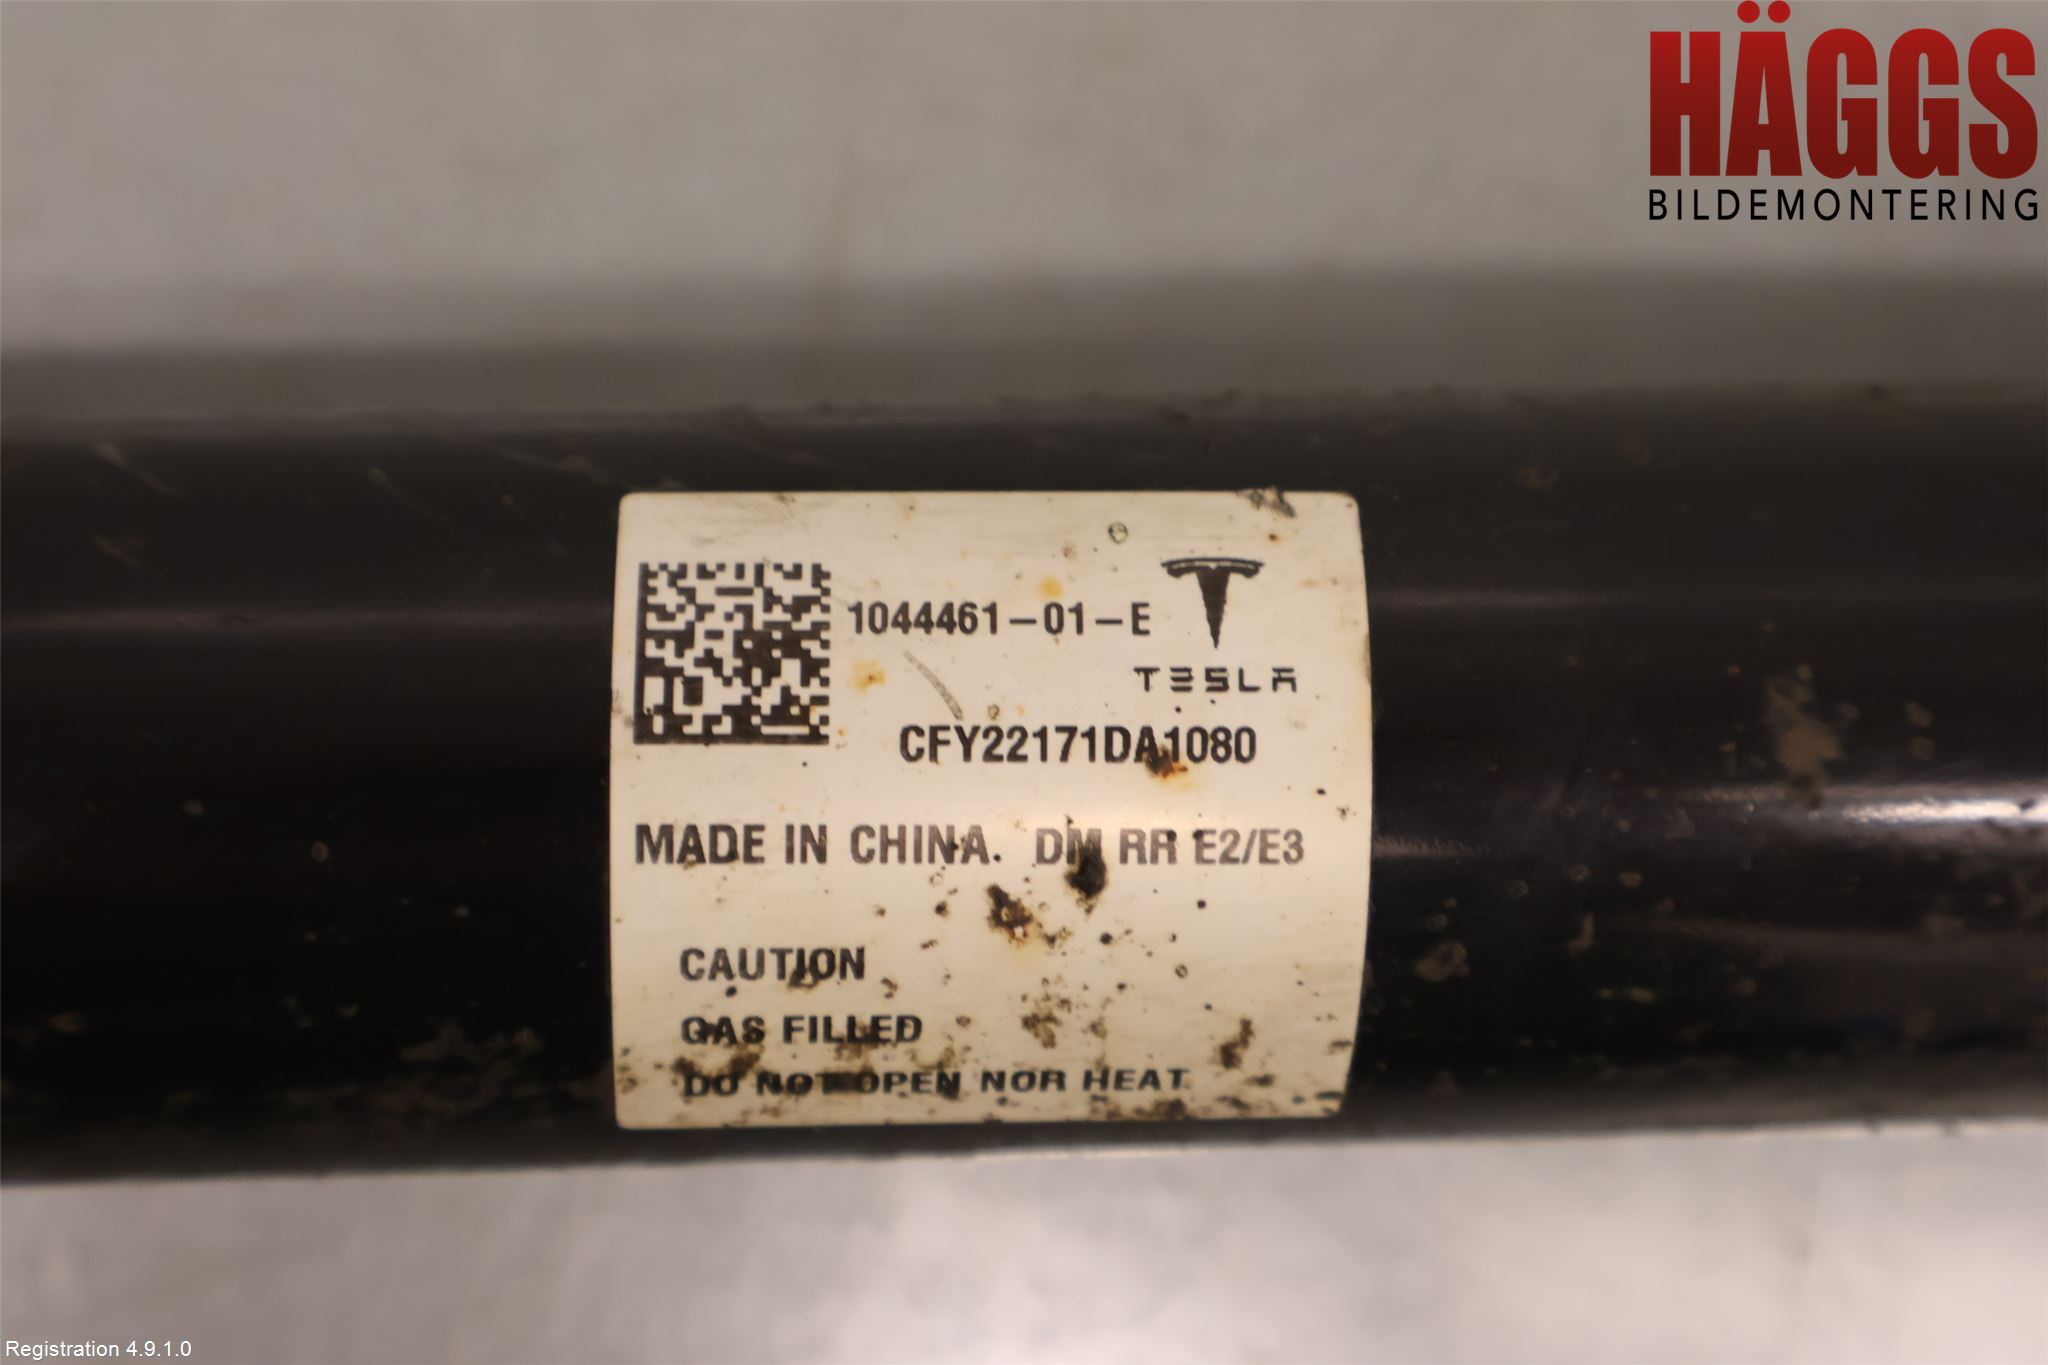 HÄGGS
BILDEMONTERING
1044461-01-E
TESLA
CFY22171DA1080
MADE IN CHINA. DM RR E2/E3
CAUTION
GAS FILLED
DO NOT OPEN NOR HEAT
Registration 4.9.1.0